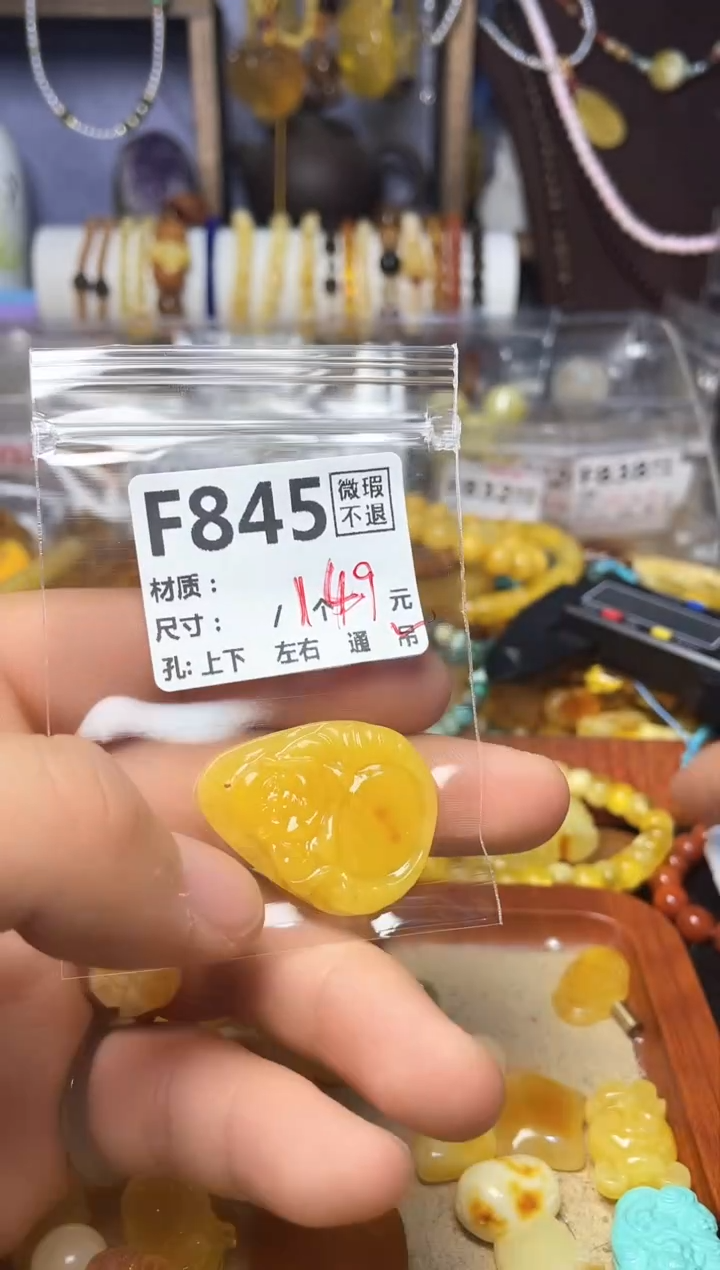 F845 微瑕
不退
材质：
尺寸： / 个 149 元
孔: 上下 左右 通 吊